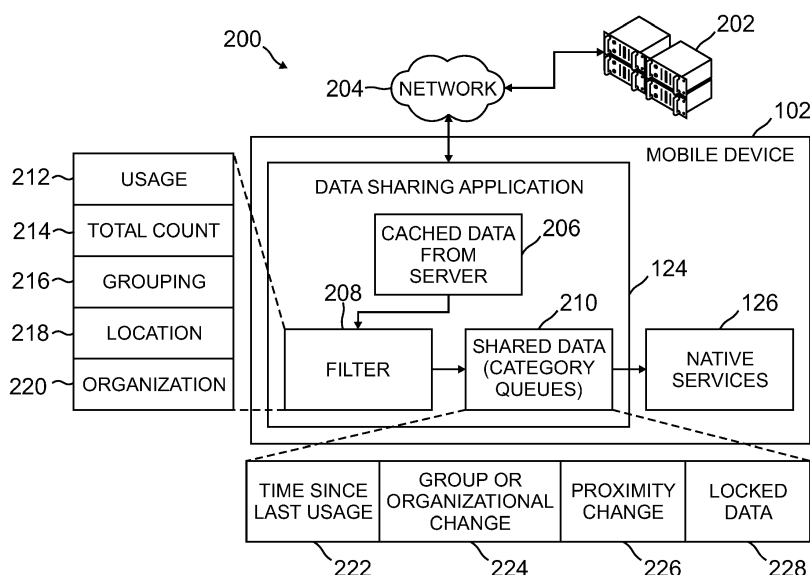 200
202
204
NETWORK
102
MOBILE DEVICE
212
USAGE
DATA SHARING APPLICATION
214
TOTAL COUNT
CACHED DATA
FROM
SERVER
206
216
GROUPING
124
208
210
126
218
LOCATION
FILTER
SHARED DATA
(CATEGORY
QUEUES)
NATIVE
SERVICES
220
ORGANIZATION
TIME SINCE
LAST USAGE
GROUP OR
ORGANIZATIONAL
CHANGE
PROXIMITY
CHANGE
LOCKED
DATA
222
224
226
228